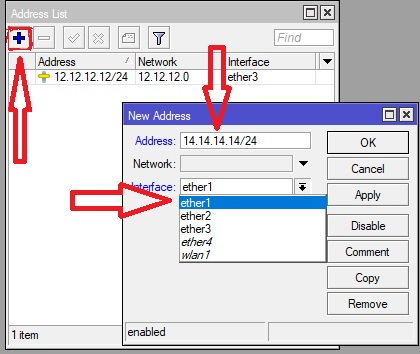 Address List
Find
Address Network Interface
12.12.12.12/24 12.12.12.0 ether3
New Address
Address: 14.14.14.14/24
Network:
Interface: ether1
ether1
ether2
ether3
ether4
wlan1
OK
Cancel
Apply
Disable
Comment
Copy
Remove
enabled
1 item